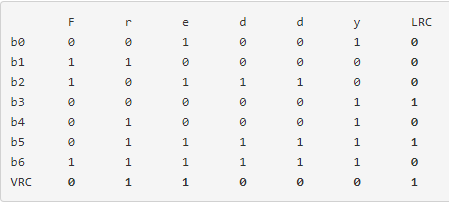 F r e d d y LRC
b0 0 0 1 0 0 1 0
b1 1 1 0 0 0 0 0
b2 1 0 1 1 1 0 0
b3 0 0 0 0 0 1 1
b4 0 1 0 0 0 1 0
b5 0 1 1 1 1 1 1
b6 1 1 1 1 1 1 0
VRC 0 1 1 0 0 0 1